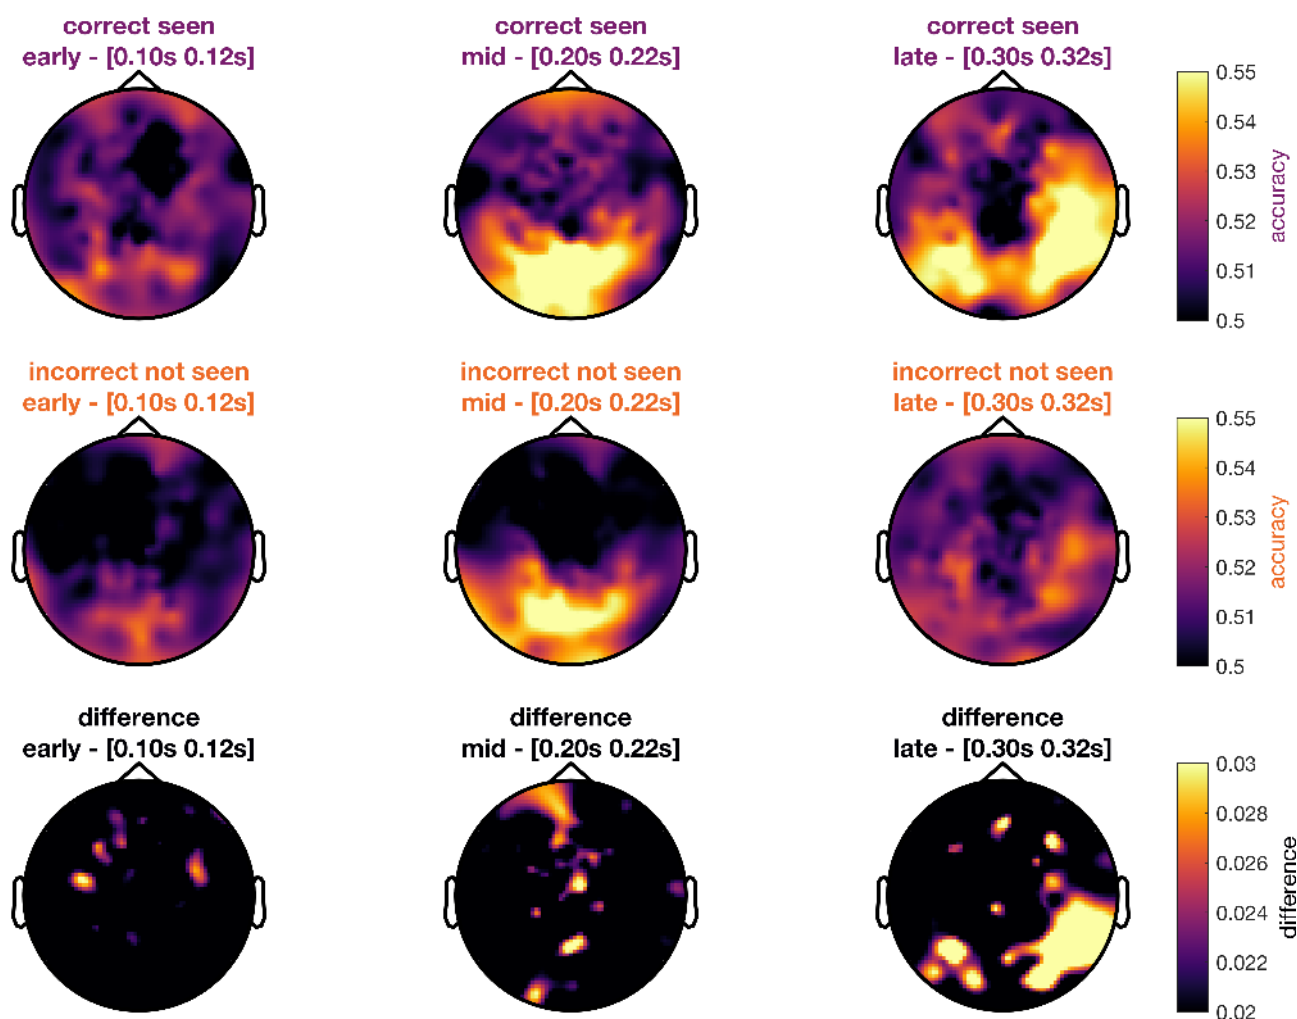 correct seen
early - [0.10s 0.12s]
correct seen
mid - [0.20s 0.22s]
correct seen
late - [0.30s 0.32s]
0.55
0.54
0.53
0.52
0.51
0.5
accuracy
incorrect not seen
early - [0.10s 0.12s]
incorrect not seen
mid - [0.20s 0.22s]
incorrect not seen
late - [0.30s 0.32s]
0.55
0.54
0.53
0.52
0.51
0.5
accuracy
difference
early - [0.10s 0.12s]
difference
mid - [0.20s 0.22s]
difference
late - [0.30s 0.32s]
0.03
0.028
0.026
0.024
0.022
0.02
difference